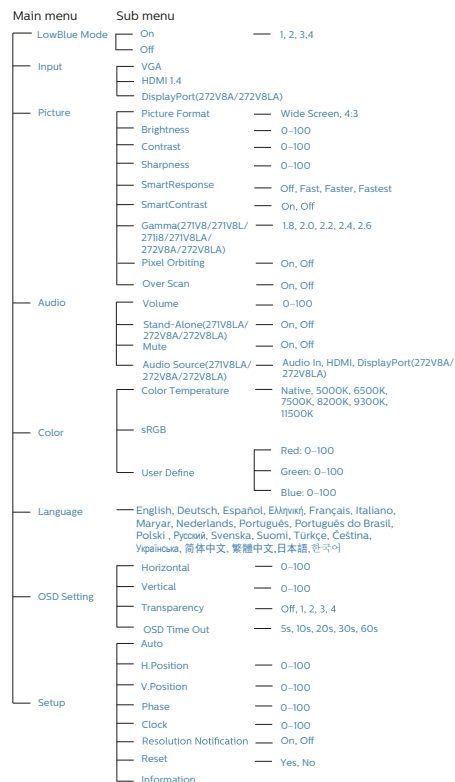 Main menu Sub menu
LowBlue Mode On 1, 2, 3,4
Off
Input VGA
HDMI 1.4
DisplayPort(272V8A/272V8LA)
Picture Picture Format Wide Screen, 4:3
Brightness 0-100
Contrast 0-100
Sharpness 0-100
SmartResponse Off, Fast, Faster, Fastest
SmartContrast On, Off
Gamma(271V8/271V8L/ 1.8, 2.0, 2.2, 2.4, 2.6
271i8/271V8LA/
272V8A/272V8LA)
Pixel Orbiting On, Off
Over Scan On, Off
Audio Volume 0-100
Stand-Alone(271V8LA/ On, Off
272V8A/272V8LA)
Mute On, Off
Audio Source(271V8LA/ Audio In, HDMI, DisplayPort(272V8A/
272V8A/272V8LA) 272V8LA)
Color Temperature Native, 5000K, 6500K,
7500K, 8200K, 9300K,
11500K
Color sRGB
Red: 0-100
User Define Green: 0-100
Blue: 0-100
Language English, Deutsch, Español, Ελληνική, Français, Italiano,
Maryar, Nederlands, Português, Português do Brasil,
Polski , Русский, Svenska, Suomi, Türkçe, Čeština,
Українська, 简体中文, 繁體中文,日本語,한국어
Horizontal 0-100
Vertical 0-100
OSD Setting
Transparency Off, 1, 2, 3, 4
OSD Time Out 5s, 10s, 20s, 30s, 60s
Auto
H.Position 0-100
V.Position 0-100
Setup
Phase 0-100
Clock 0-100
Resolution Notification On, Off
Reset Yes, No
Information